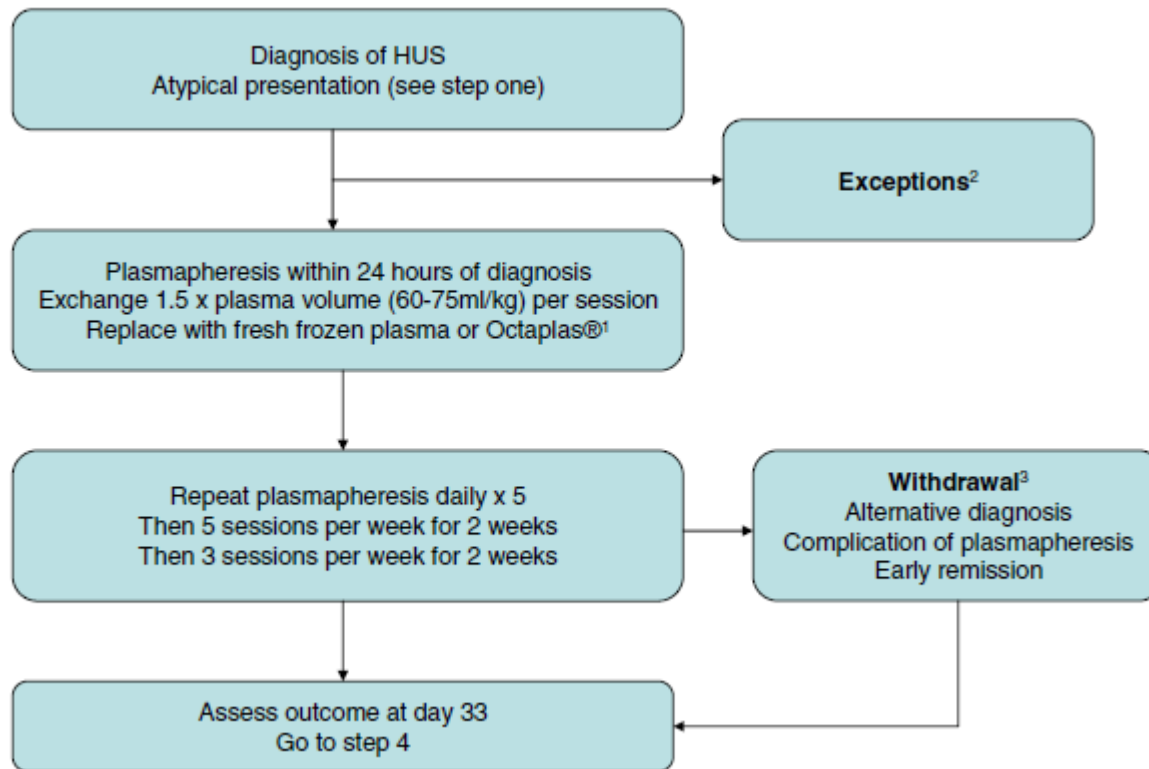 Diagnosis of HUS
Atypical presentation (see step one)
Exceptions²
Plasmapheresis within 24 hours of diagnosis
Exchange 1.5 x plasma volume (60-75ml/kg) per session
Replace with fresh frozen plasma or Octaplas®¹
Repeat plasmapheresis daily x 5
Then 5 sessions per week for 2 weeks
Then 3 sessions per week for 2 weeks
Withdrawal³
Alternative diagnosis
Complication of plasmapheresis
Early remission
Assess outcome at day 33
Go to step 4